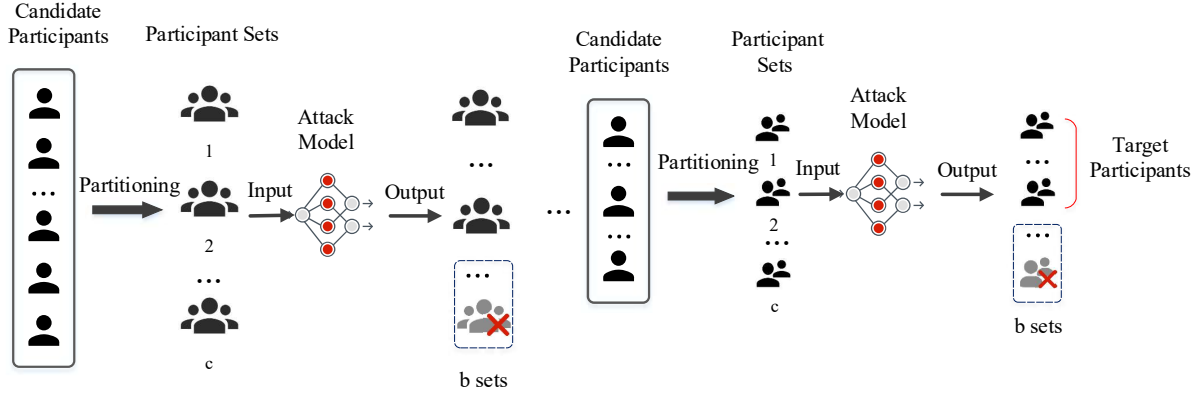 Candidate
Participants
Participant Sets
1
2
...
c
...
Partitioning
Input
Attack
Model
Output
...
...
b sets
...
Candidate
Participants
...
...
Partitioning
Participant
Sets
1
2
...
c
Input
Attack
Model
Output
...
...
b sets
Target
Participants